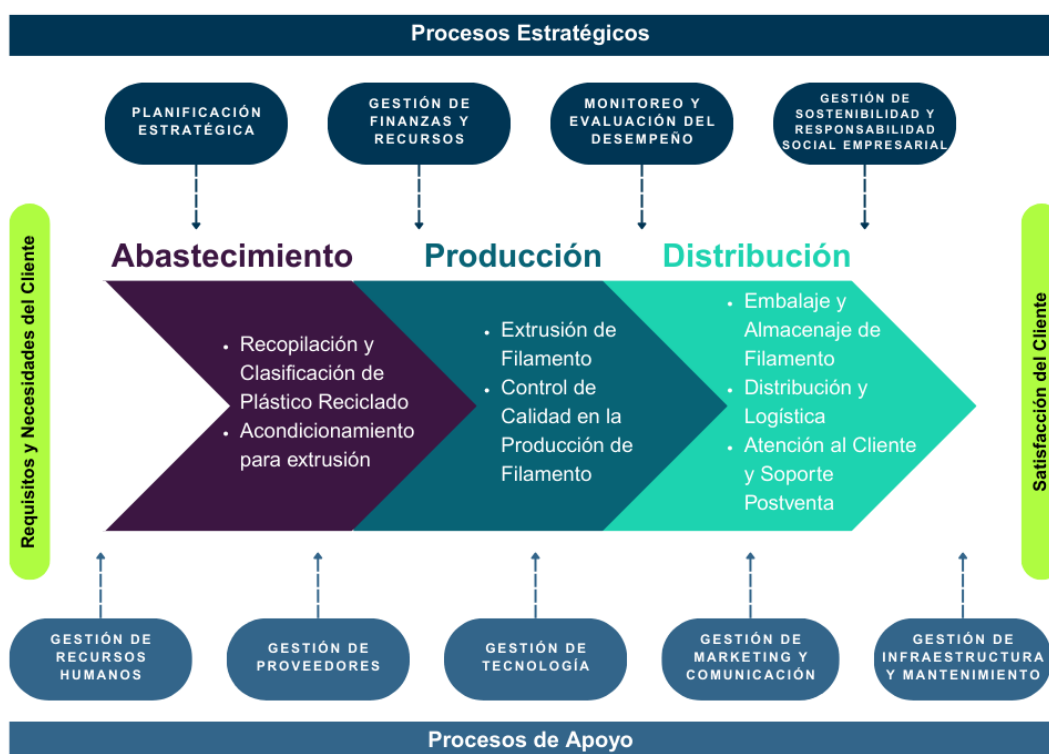 Procesos Estratégicos
PLANIFICACIÓN
ESTRATÉGICA
GESTIÓN DE
FINANZAS Y
RECURSOS
MONITOREO Y
EVALUACIÓN DEL
DESEMPEÑO
GESTIÓN DE
SOSTENIBILIDAD Y
RESPONSABILIDAD
SOCIAL EMPRESARIAL
Requisitos y Necesidades del Cliente
Abastecimiento
• Recopilación y
Clasificación de
Plástico Reciclado
• Acondicionamiento
para extrusión
Producción
• Extrusión de
Filamento
• Control de
Calidad en la
Producción de
Filamento
Distribución
• Embalaje y
Almacenaje de
Filamento
• Distribución y
Logística
• Atención al Cliente
y Soporte
Postventa
Satisfacción del Cliente
GESTIÓN DE
RECURSOS
HUMANOS
GESTIÓN DE
PROVEEDORES
GESTIÓN DE
TECNOLOGÍA
GESTIÓN DE
MARKETING Y
COMUNICACIÓN
GESTIÓN DE
INFRAESTRUCTURA
Y MANTENIMIENTO
Procesos de Apoyo